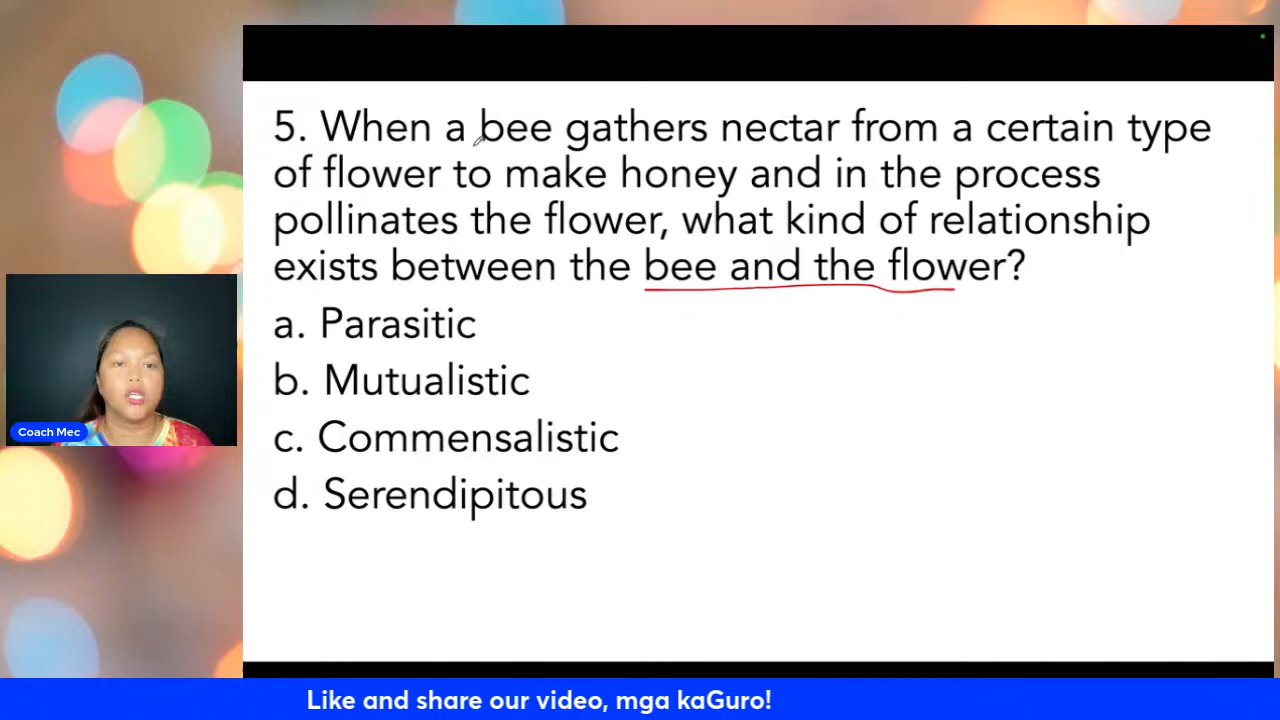 5. When a bee gathers nectar from a certain type
of flower to make honey and in the process
pollinates the flower, what kind of relationship
exists between the bee and the flower?
a. Parasitic
b. Mutualistic
c. Commensalistic
d. Serendipitous
Coach Mec
Like and share our video, mga kaGuro!